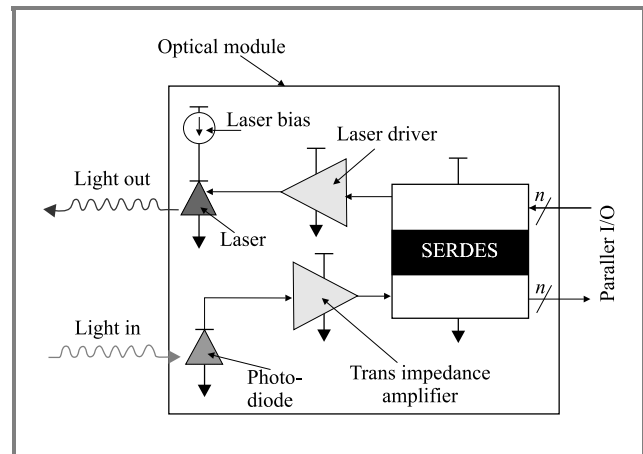 Optical module
Laser bias
Laser driver
Light out
Laser
n
SERDES
n
Paraller I/O
Light in
Photo-
diode
Trans impedance
amplifier